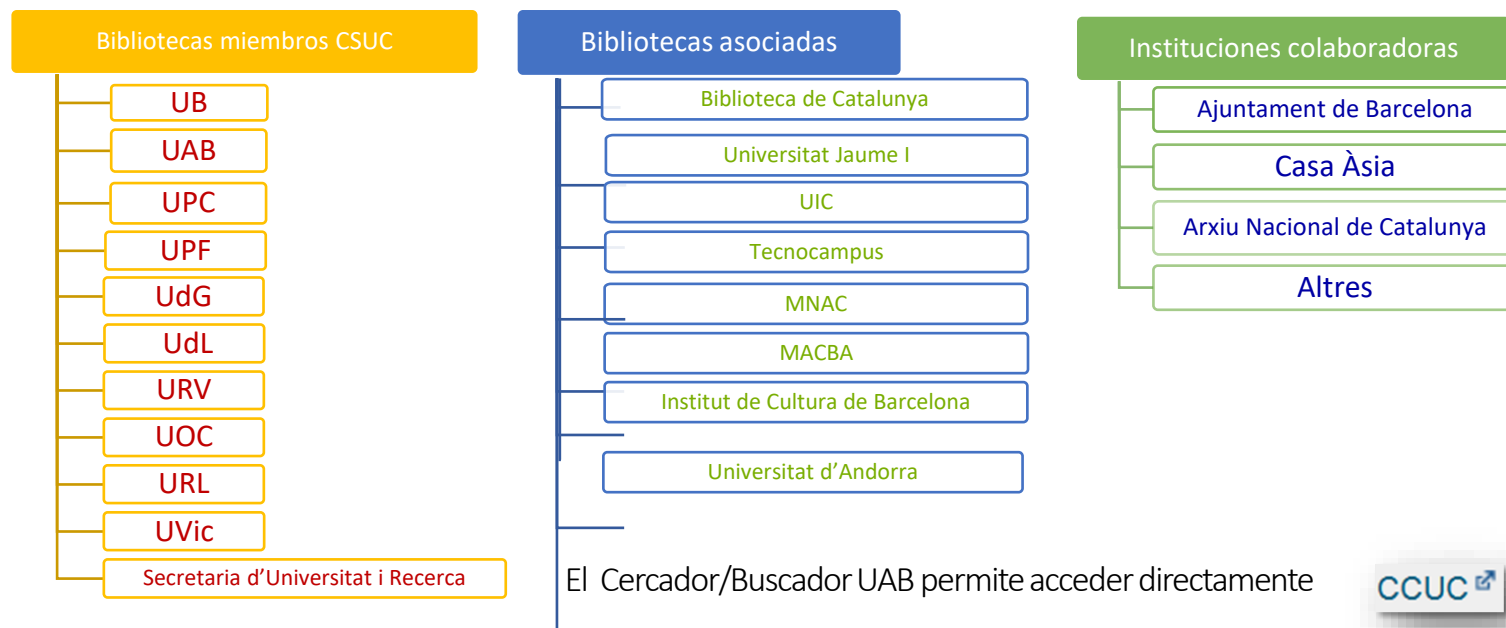 Bibliotecas miembros CSUC
UB
UAB
UPC
UPF
UdG
UdL
URV
UOC
URL
UVic
Secretaria d’Universitat i Recerca
Bibliotecas asociadas
Biblioteca de Catalunya
Universitat Jaume I
UIC
Tecnocampus
MNAC
MACBA
Institut de Cultura de Barcelona
Universitat d’Andorra
Instituciones colaboradoras
Ajuntament de Barcelona
Casa Àsia
Arxiu Nacional de Catalunya
Altres
El Cercador/Buscador UAB permite acceder directamente
CCUC